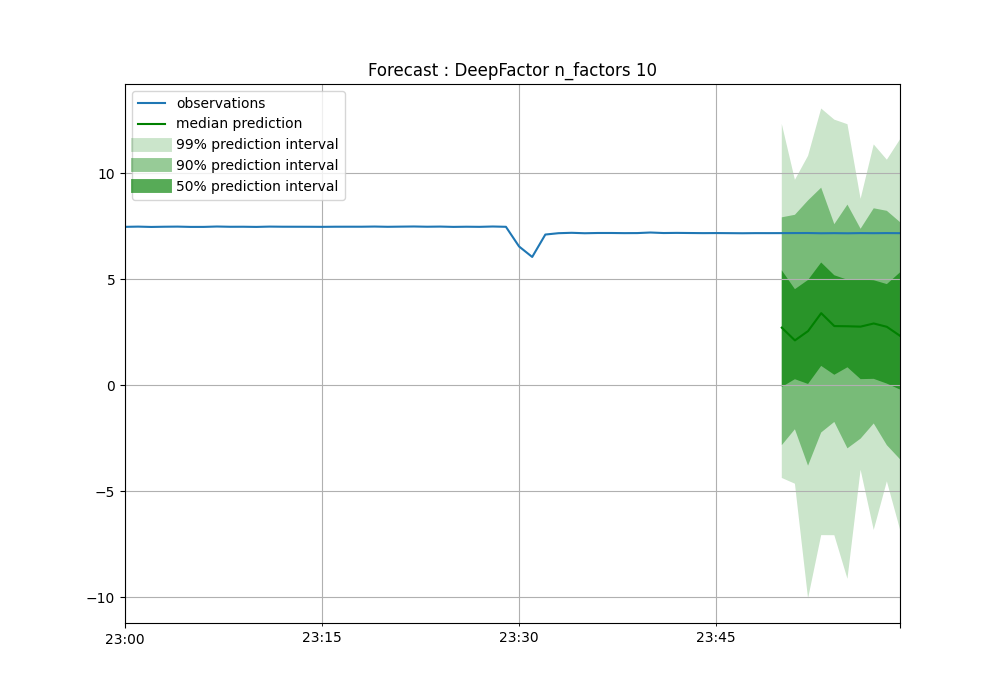 Forecast : DeepFactor n_factors 10
observations
median prediction
99% prediction interval
90% prediction interval
50% prediction interval
10
5
0
−5
−10
23:00
23:15
23:30
23:45